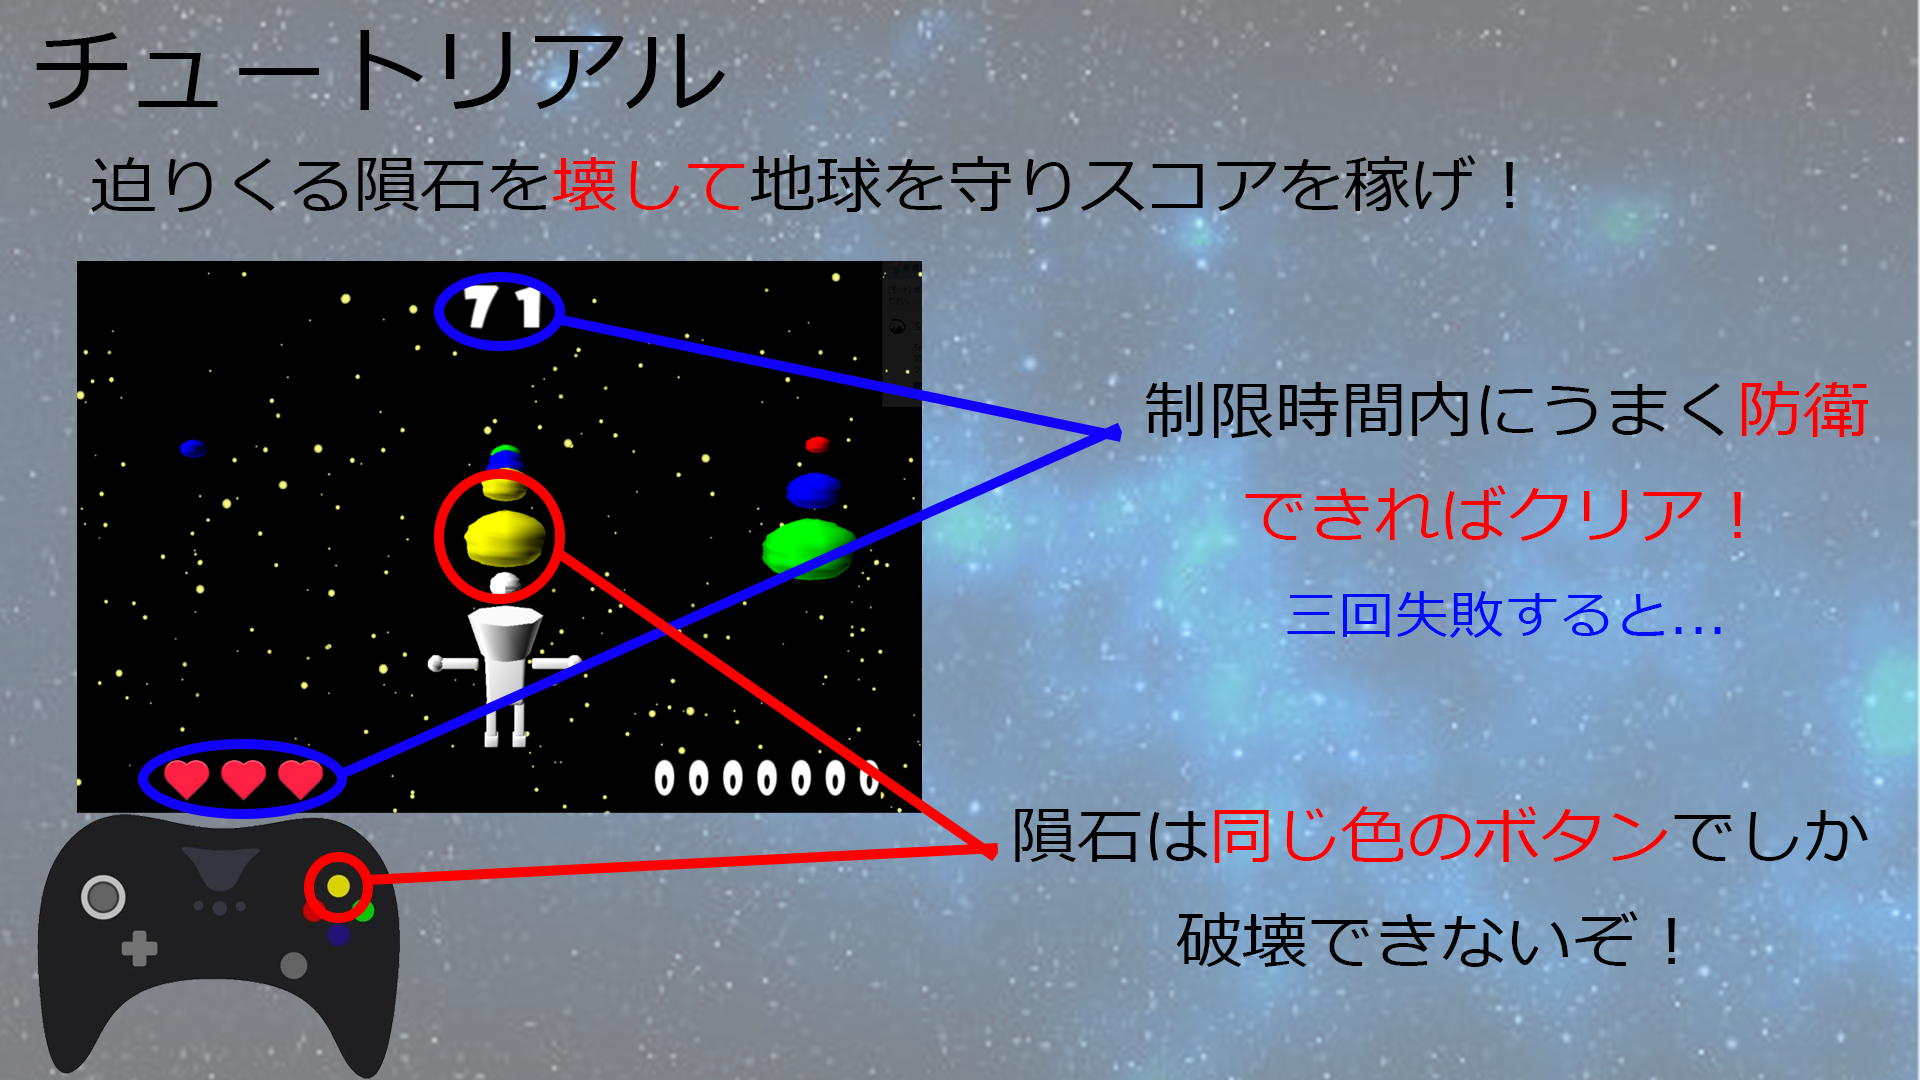 チュートリアル
迫りくる隕石を壊して地球を守りスコアを稼げ！
71
制限時間内にうまく防衛
できればクリア！
三回失敗すると…
0000000
隕石は同じ色のボタンでしか
破壊できないぞ！